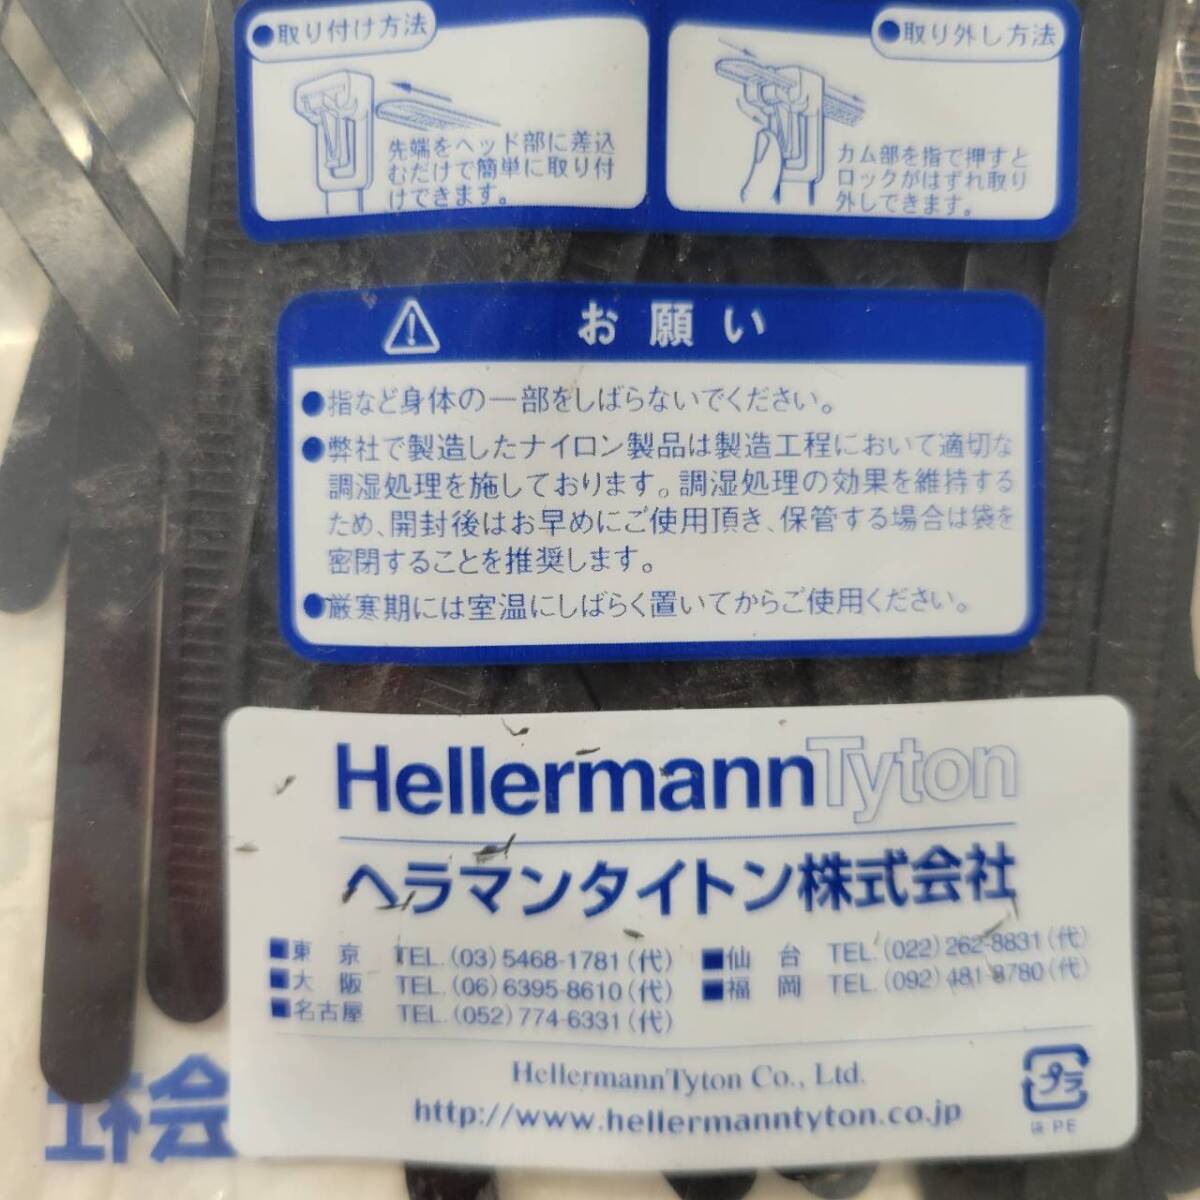 ●取り付け方法
先端をヘッド部に差込
むだけで簡単に取り付
けできます。
●取り外し方法
カム部を指で押すと
ロックがはずれ取り
外しできます。
お願い
●指など身体の一部をしばらないでください。
●弊社で製造したナイロン製品は製造工程において適切な
調湿処理を施しております。調湿処理の効果を維持する
ため、開封後はお早めにご使用頂き、保管する場合は袋を
密閉することを推奨します。
●厳寒期には室温にしばらく置いてからご使用ください。
HellermannTyton
ヘラマンタイトン株式会社
■東京 TEL.(03)5468-1781(代)
■大阪 TEL.(06)6395-8610(代)
■名古屋 TEL.(052)774-6331(代)
■仙台 TEL.(022)262-8831(代)
■福岡 TEL.(092)481-8780(代)
HellermannTyton Co., Ltd.
http://www.hellermanntyton.co.jp
プラ
袋:PE
会社